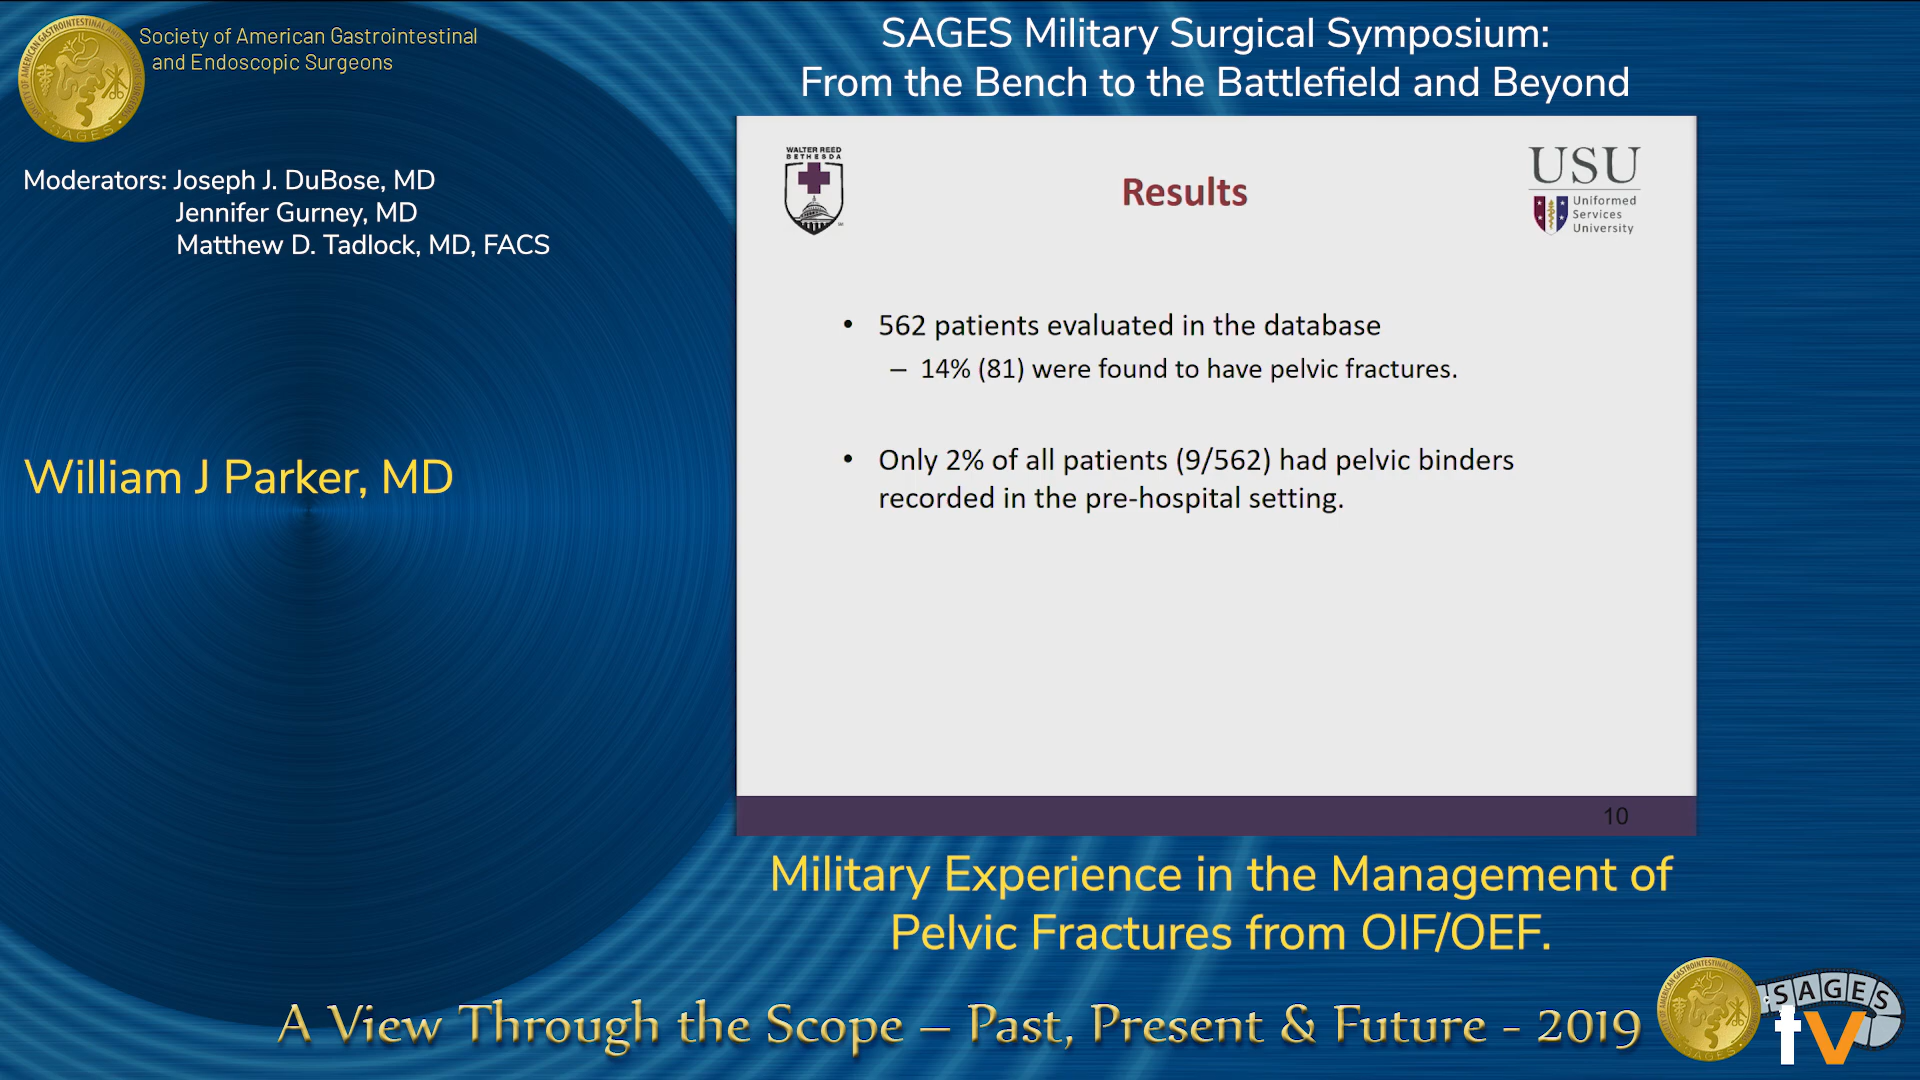 Society of American Gastrointestinal
and Endoscopic Surgeons
SAGES Military Surgical Symposium:
From the Bench to the Battlefield and Beyond
Moderators: Joseph J. DuBose, MD
Jennifer Gurney, MD
Matthew D. Tadlock, MD, FACS
William J Parker, MD
WALTER REED
BETHESDA
Results
USU
Uniformed
Services
University
• 562 patients evaluated in the database
– 14% (81) were found to have pelvic fractures.
• Only 2% of all patients (9/562) had pelvic binders
recorded in the pre-hospital setting.
10
Military Experience in the Management of
Pelvic Fractures from OIF/OEF.
A View Through the Scope – Past, Present & Future - 2019
SAGES
tv